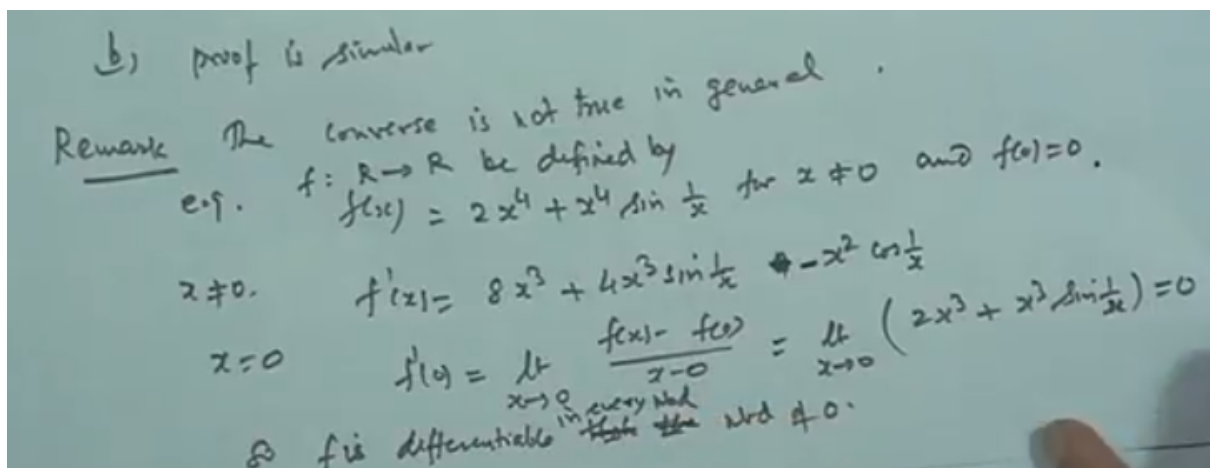 b) proof is similar
Remark The converse is not true in general.
e.g. f: R → R be defined by
f(x) = 2x⁴ + x⁴ sin 1/x for x ≠ 0 and f(0)=0.
x ≠ 0. f'(x) = 8x³ + 4x³ sin 1/x - x² cos 1/x
x = 0 f'(0) = lt x→0 (f(x) - f(0))/(x-0) = lt x→0 (2x³ + x³ sin 1/x) = 0
So f is differentiable in every Nbd Nbd of 0.